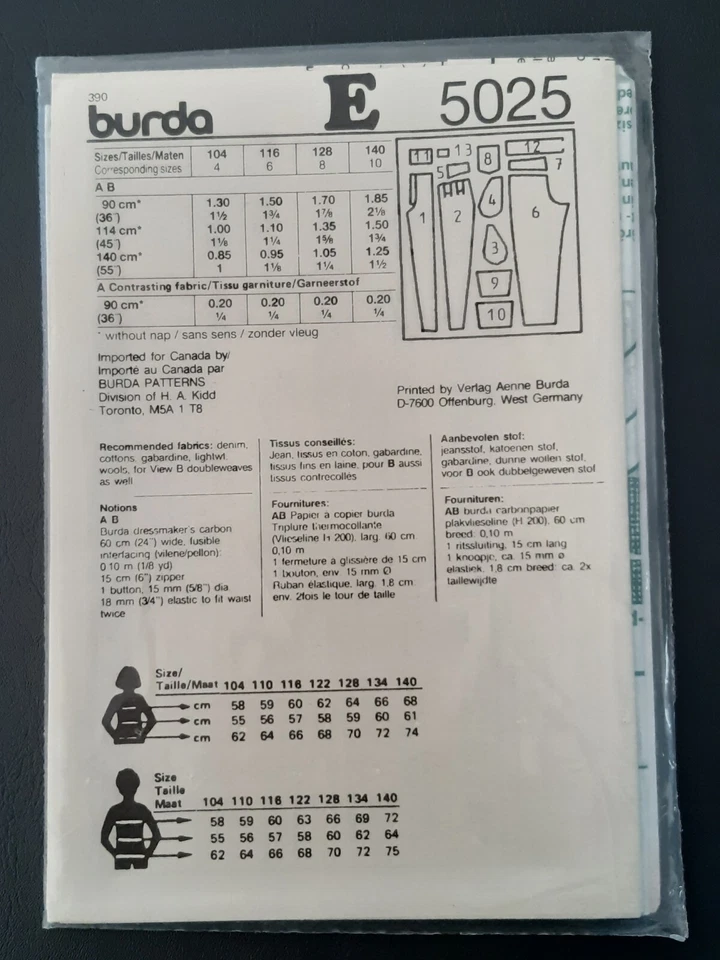 390
burda E 5025
Sizes/Tailles/Maten 104 116 128 140
Corresponding sizes 4 6 8 10
A B
90 cm* 1.30 1.50 1.70 1.85
(36") 1½ 1¾ 1⅞ 2⅛
114 cm* 1.00 1.10 1.35 1.50
(45") 1⅛ 1¼ 1⅝ 1¾
140 cm* 0.85 0.95 1.05 1.25
(55") 1 1⅛ 1¼ 1½
A Contrasting fabric/Tissu garniture/Garneerstof
90 cm* 0.20 0.20 0.20 0.20
(36") ¼ ¼ ¼ ¼
* without nap / sans sens / zonder vleug
11 13 8 12
5 7
1 2 4 6
3
9
10
Imported for Canada by/
Importé au Canada par
BURDA PATTERNS
Division of H. A. Kidd
Toronto, M5A 1 T8
Printed by Verlag Aenne Burda
D-7600 Offenburg, West Germany
Recommended fabrics: denim,
cottons, gabardine, lightwt.
wools, for View B doubleweaves
as well
Notions
A B
Burda dressmaker's carbon
60 cm (24") wide, fusible
interfacing (vilene/pellon):
0.10 m (1/8 yd)
15 cm (6") zipper
1 button, 15 mm (5/8") dia
18 mm (3/4") elastic to fit waist
twice
Tissus conseillés:
Jean, tissus en coton, gabardine,
tissus fins en laine, pour B aussi
tissus contrecollés
Fournitures:
AB Papier à copier burda
Triplure thermocollante
(Vlieseline H 200), larg. 60 cm
0,10 m
1 fermeture à glissière de 15 cm
1 bouton, env. 15 mm Ø
Ruban élastique, larg. 1,8 cm
env. 2fois le tour de taille
Aanbevolen stof:
jeansstof, katoenen stof,
gabardine, dunne wollen stof,
voor B ook dubbelgeweven stof
Fournituren:
AB burda carbonpapier
plakvlieseline (H 200), 60 cm
breed: 0,10 m
1 ritssluiting, 15 cm lang
1 knoopje, ca. 15 mm ø
elastiek, 1,8 cm breed: ca. 2x
taillewijdte
Size/
Taille/Maat 104 110 116 122 128 134 140
cm 58 59 60 62 64 66 68
cm 55 56 57 58 59 60 61
cm 62 64 66 68 70 72 74
Size
Taille
Maat 104 110 116 122 128 134 140
58 59 60 63 66 69 72
55 56 57 58 60 62 64
62 64 66 68 70 72 75